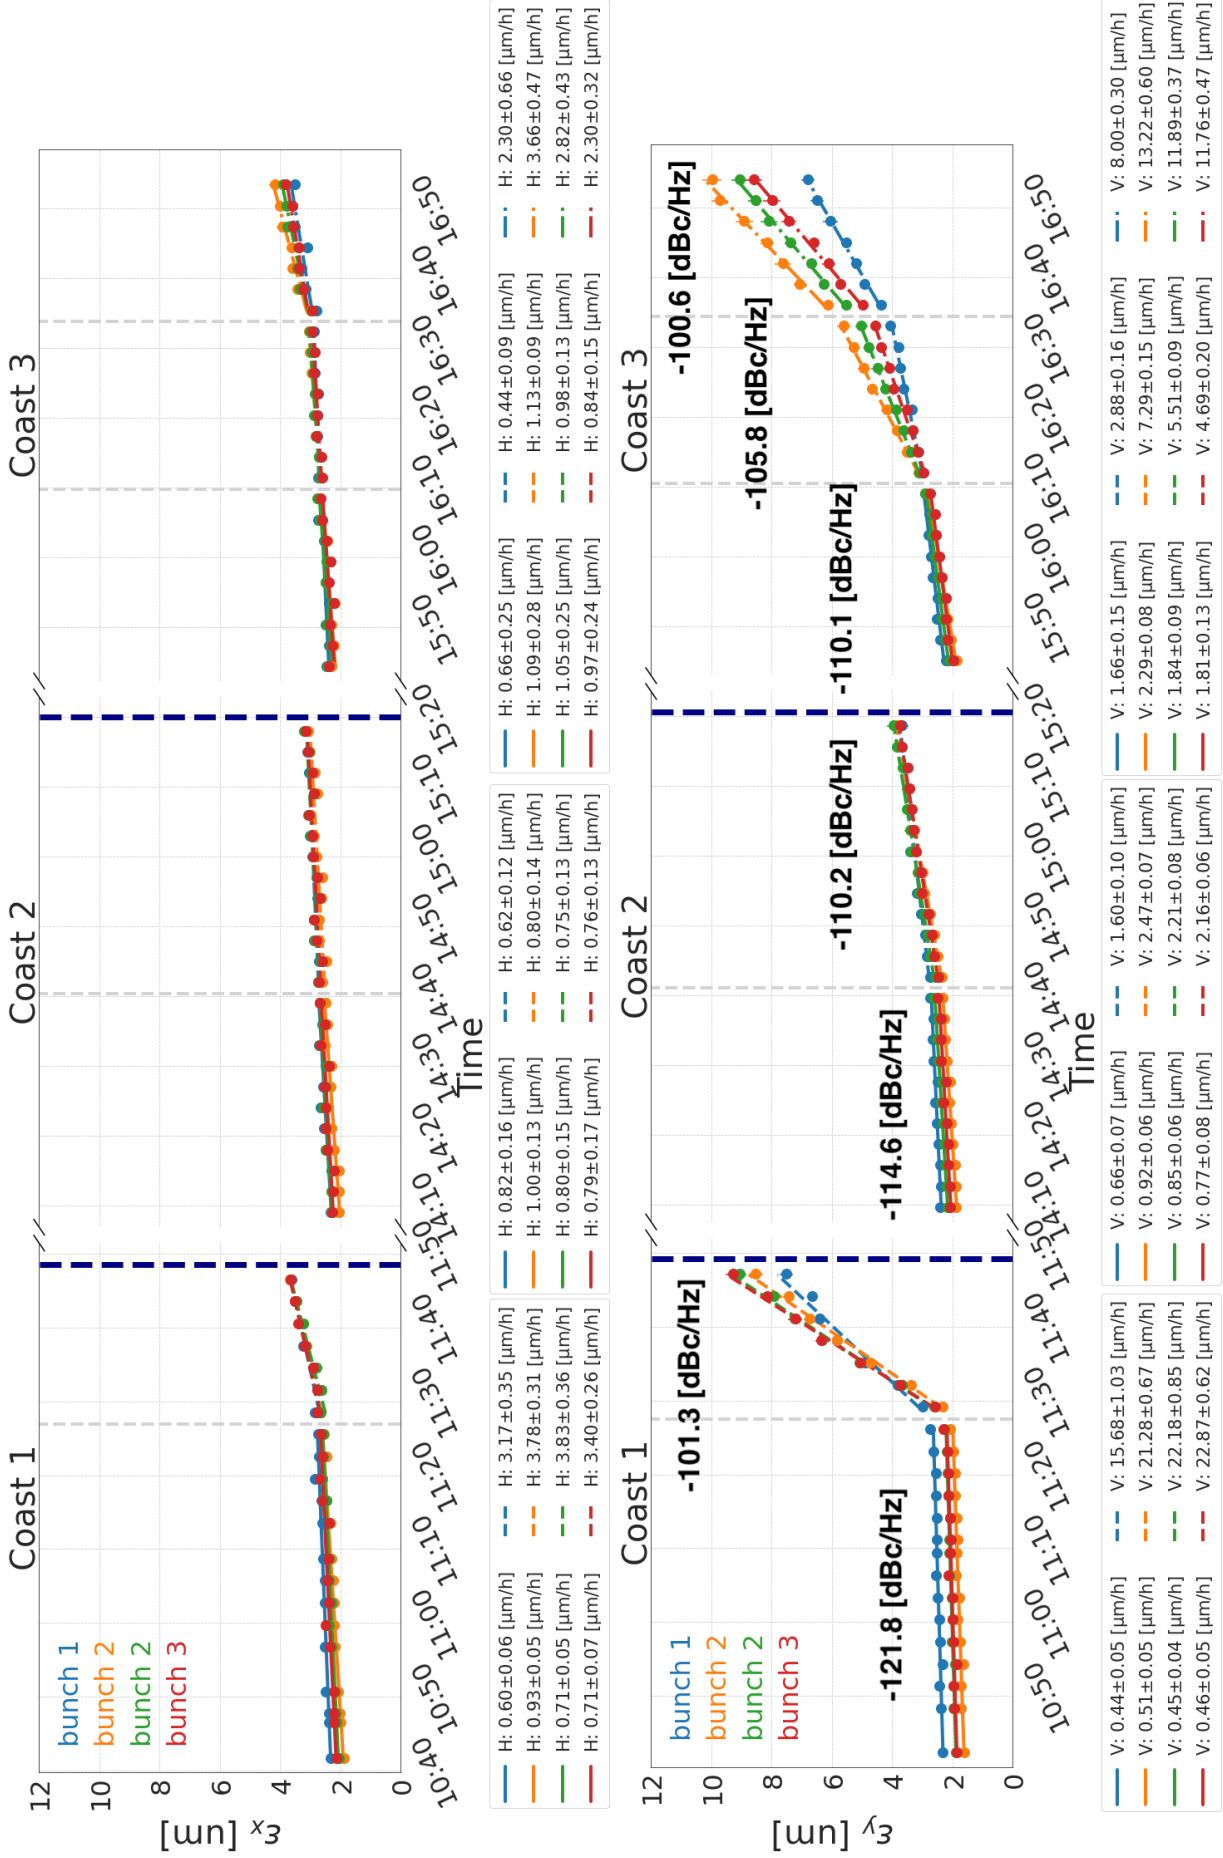 Coast 1
Coast 2
Coast 3
bunch 1
bunch 2
bunch 2
bunch 3
εx [um]
12
10
8
6
4
2
0
10:40
10:50
11:00
11:10
11:20
11:30
11:40
11:50
14:10
14:20
14:30
14:40
14:50
15:00
15:10
15:20
15:50
16:00
16:10
16:20
16:30
16:40
16:50
Time
H: 0.60±0.06 [μm/h]
H: 0.93±0.05 [μm/h]
H: 0.71±0.05 [μm/h]
H: 0.71±0.07 [μm/h]
H: 3.17±0.35 [μm/h]
H: 3.78±0.31 [μm/h]
H: 3.83±0.36 [μm/h]
H: 3.40±0.26 [μm/h]
H: 0.82±0.16 [μm/h]
H: 1.00±0.13 [μm/h]
H: 0.80±0.15 [μm/h]
H: 0.79±0.17 [μm/h]
H: 0.62±0.12 [μm/h]
H: 0.80±0.14 [μm/h]
H: 0.75±0.13 [μm/h]
H: 0.76±0.13 [μm/h]
H: 0.66±0.25 [μm/h]
H: 1.09±0.28 [μm/h]
H: 1.05±0.25 [μm/h]
H: 0.97±0.24 [μm/h]
H: 0.44±0.09 [μm/h]
H: 1.13±0.09 [μm/h]
H: 0.98±0.13 [μm/h]
H: 0.84±0.15 [μm/h]
H: 2.30±0.66 [μm/h]
H: 3.66±0.47 [μm/h]
H: 2.82±0.43 [μm/h]
H: 2.30±0.32 [μm/h]
Coast 1
Coast 2
Coast 3
bunch 1
bunch 2
bunch 2
bunch 3
-121.8 [dBc/Hz]
-101.3 [dBc/Hz]
-114.6 [dBc/Hz]
-110.2 [dBc/Hz]
-110.1 [dBc/Hz]
-105.8 [dBc/Hz]
-100.6 [dBc/Hz]
εy [um]
12
10
8
6
4
2
0
10:50
11:00
11:10
11:20
11:30
11:40
11:50
14:10
14:20
14:30
14:40
14:50
15:00
15:10
15:20
15:50
16:00
16:10
16:20
16:30
16:40
16:50
Time
V: 0.44±0.05 [μm/h]
V: 0.51±0.05 [μm/h]
V: 0.45±0.04 [μm/h]
V: 0.46±0.05 [μm/h]
V: 15.68±1.03 [μm/h]
V: 21.28±0.67 [μm/h]
V: 22.18±0.85 [μm/h]
V: 22.87±0.62 [μm/h]
V: 0.66±0.07 [μm/h]
V: 0.92±0.06 [μm/h]
V: 0.85±0.06 [μm/h]
V: 0.77±0.08 [μm/h]
V: 1.60±0.10 [μm/h]
V: 2.47±0.07 [μm/h]
V: 2.21±0.08 [μm/h]
V: 2.16±0.06 [μm/h]
V: 1.66±0.15 [μm/h]
V: 2.29±0.08 [μm/h]
V: 1.84±0.09 [μm/h]
V: 1.81±0.13 [μm/h]
V: 2.88±0.16 [μm/h]
V: 7.29±0.15 [μm/h]
V: 5.51±0.09 [μm/h]
V: 4.69±0.20 [μm/h]
V: 8.00±0.30 [μm/h]
V: 13.22±0.60 [μm/h]
V: 11.89±0.37 [μm/h]
V: 11.76±0.47 [μm/h]